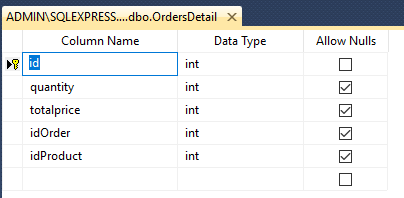 ADMIN\SQLEXPRESS....dbo.OrdersDetail
Column Name Data Type Allow Nulls
id int
quantity int
totalprice int
idOrder int
idProduct int